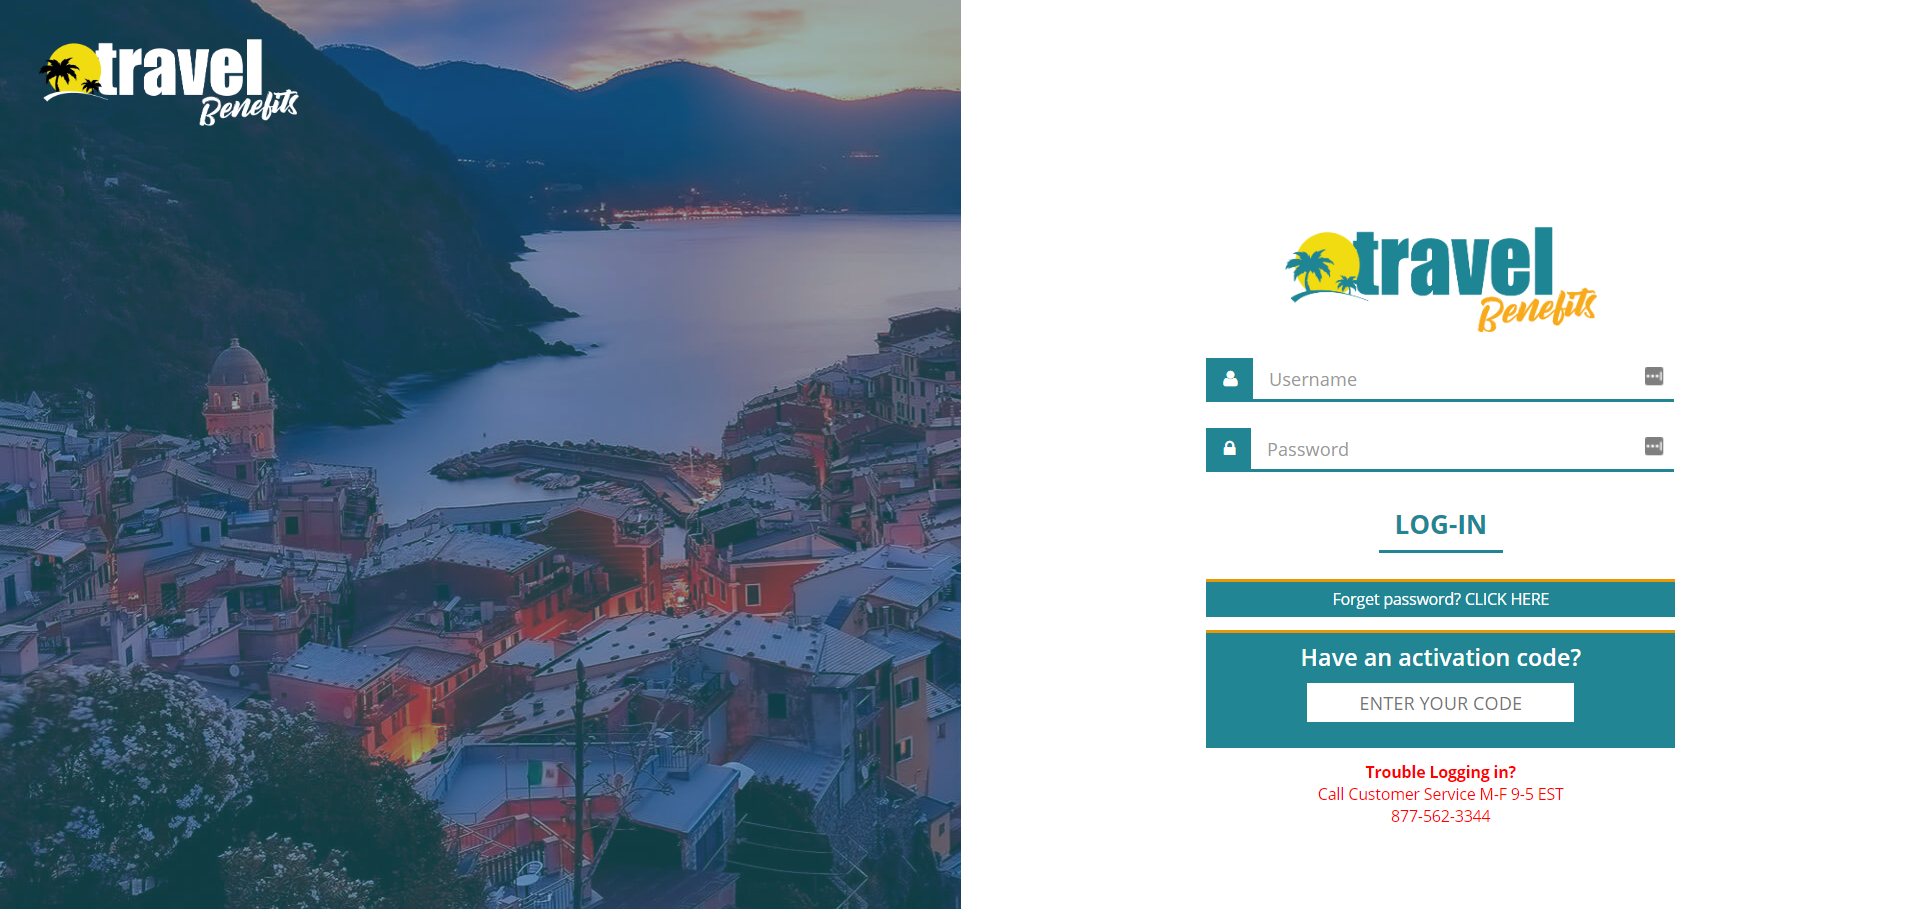 travel
Benefits
travel
Benefits
Username
Password
LOG-IN
Forget password? CLICK HERE
Have an activation code?
ENTER YOUR CODE
Trouble Logging in?
Call Customer Service M-F 9-5 EST
877-562-3344